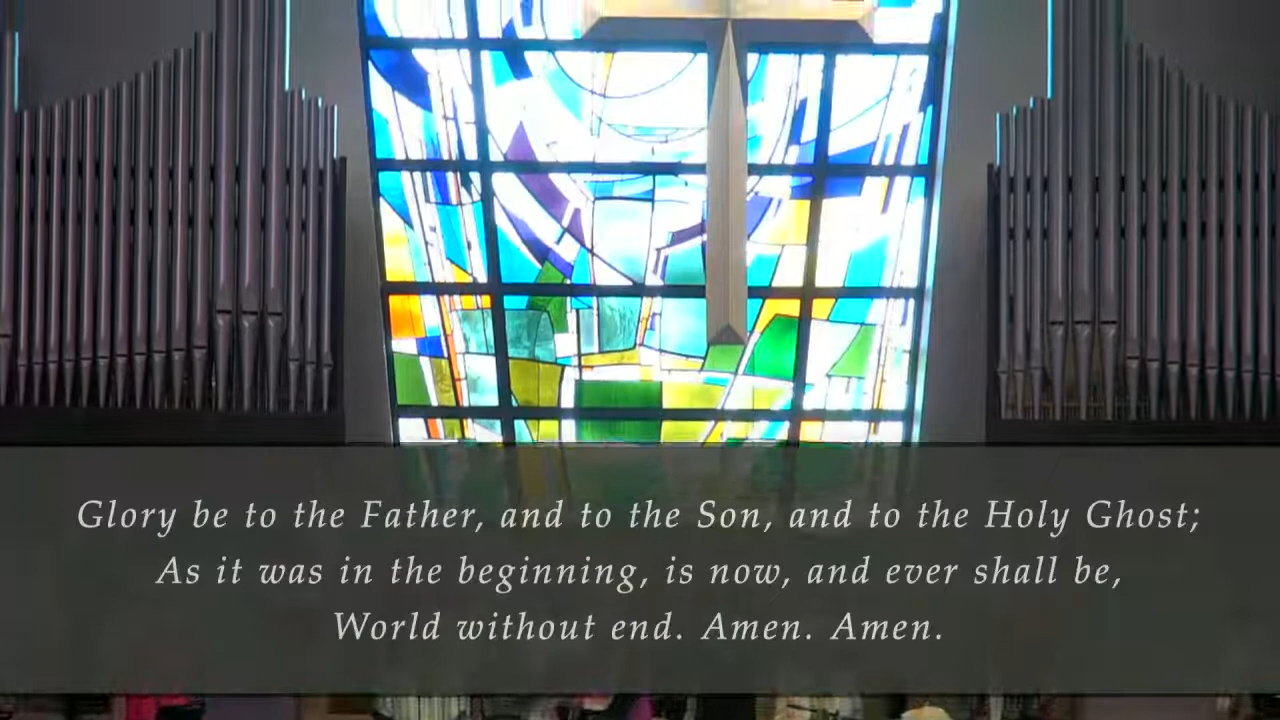 Glory be to the Father, and to the Son, and to the Holy Ghost;
As it was in the beginning, is now, and ever shall be,
World without end. Amen. Amen.